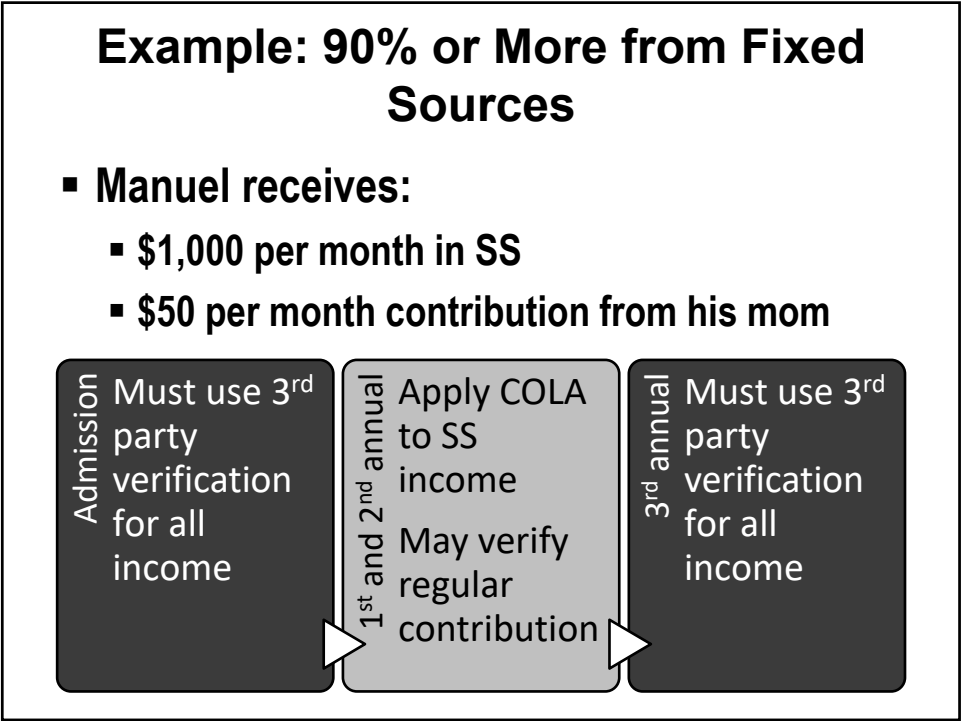 Example: 90% or More from Fixed
Sources
▪ Manuel receives:
▪ $1,000 per month in SS
▪ $50 per month contribution from his mom
Admission
Must use 3rd
party
verification
for all
income
1st and 2nd annual
Apply COLA
to SS
income
May verify
regular
contribution
3rd annual
Must use 3rd
party
verification
for all
income